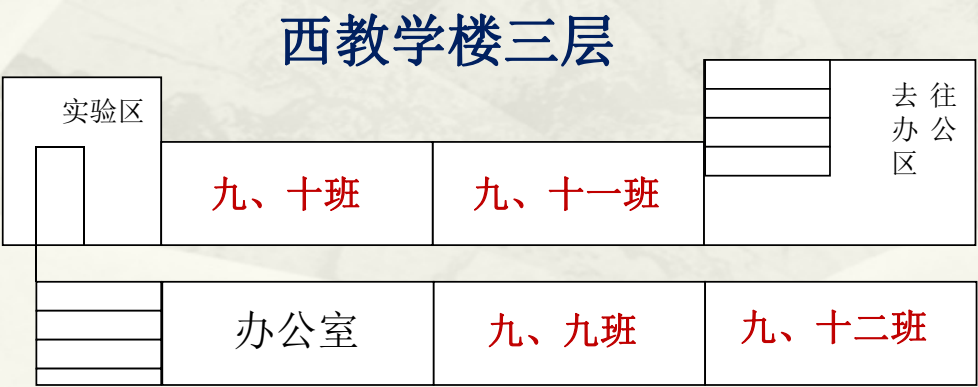 西教学楼三层
实验区
去往
办公
区
九、十班
九、十一班
办公室
九、九班
九、十二班